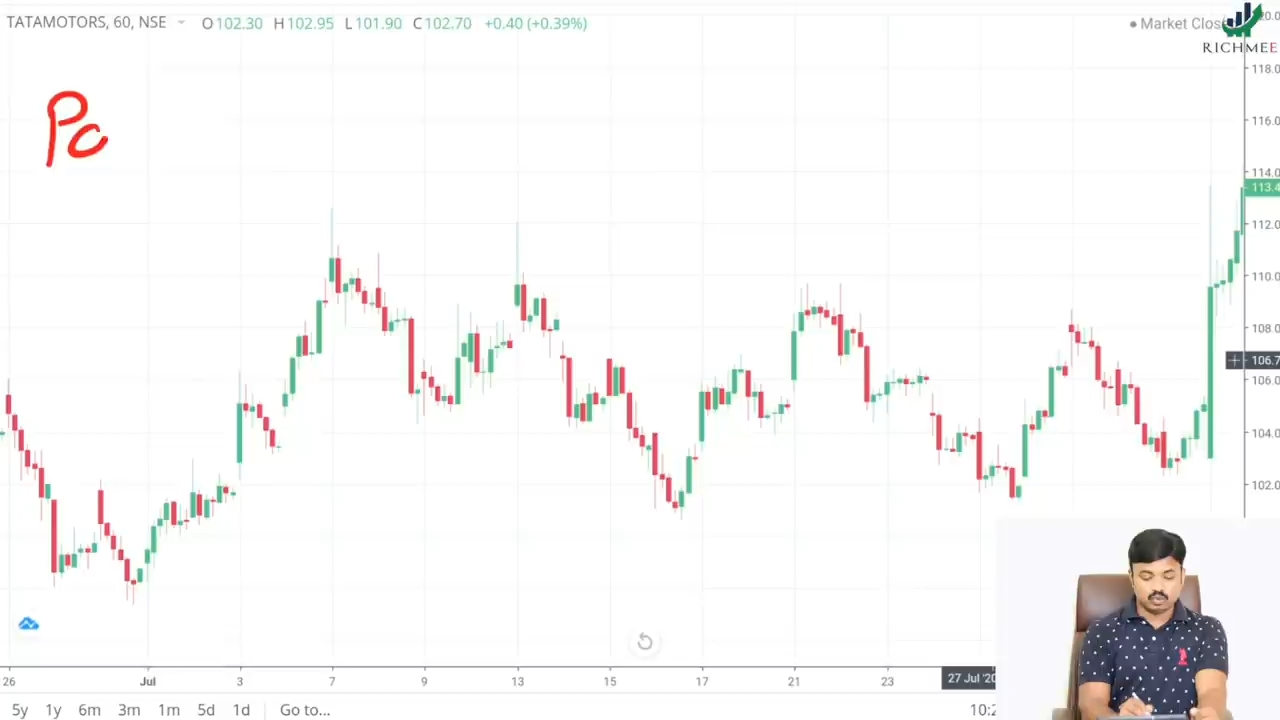 TATAMOTORS, 60, NSE O102.30 H102.95 L101.90 C102.70 +0.40 (+0.39%)
Market Clos
RICHMEE
Pc
118.0
116.0
114.0
113.4
112.0
110.0
108.0
106.7
106.0
104.0
102.0
26 Jul 3 7 9 13 15 17 21 23 27 Jul '20
5y 1y 6m 3m 1m 5d 1d Go to... 10:2